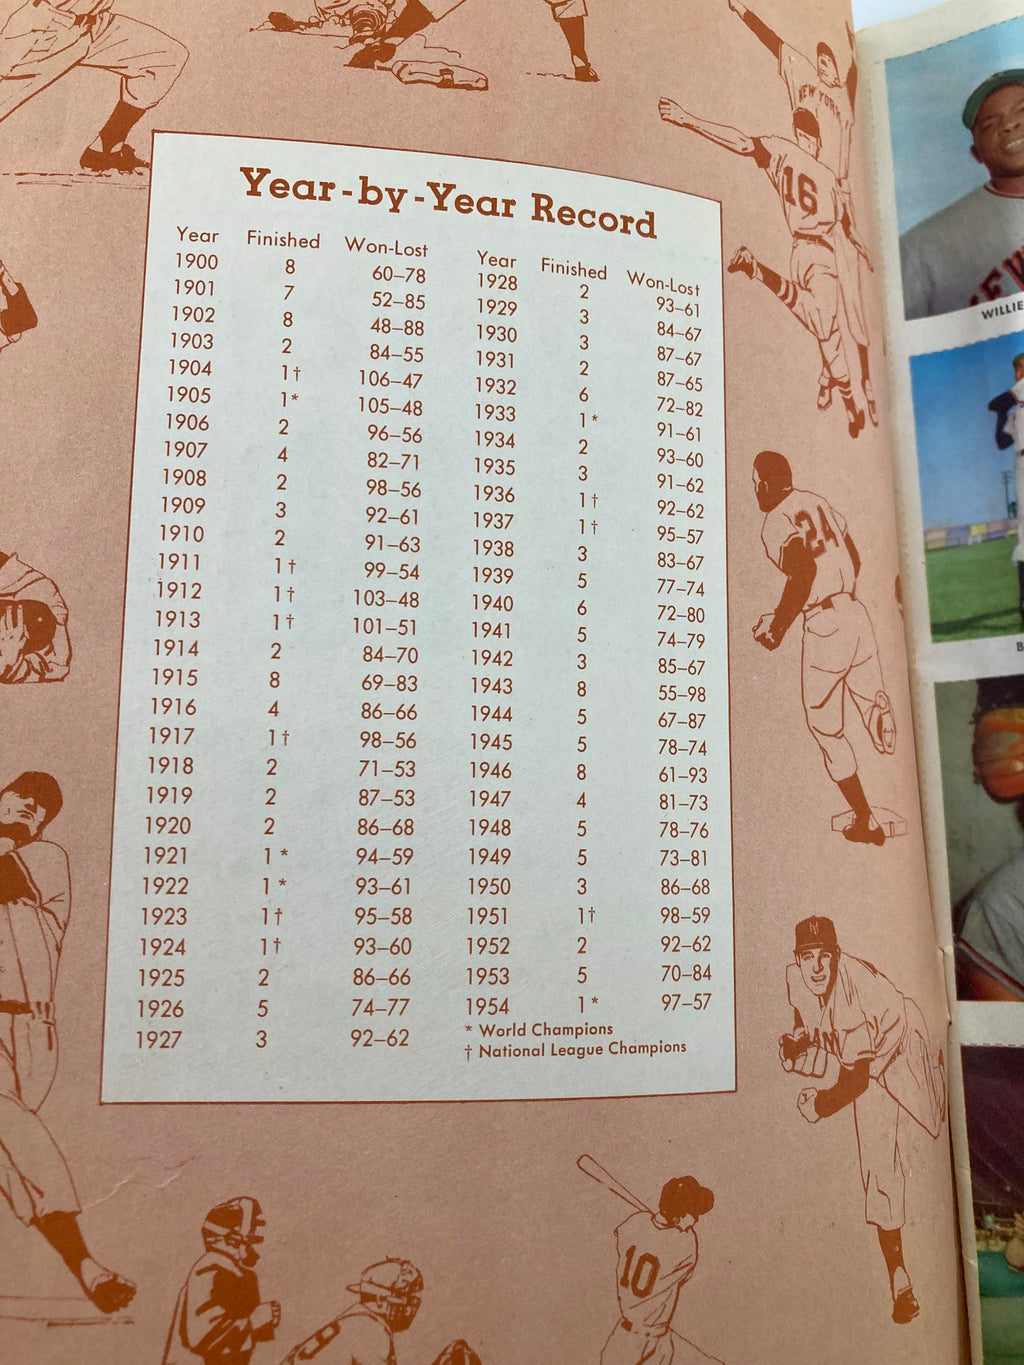 Year-by-Year Record
Year Finished Won-Lost
1900 8 60–78
1901 7 52–85
1902 8 48–88
1903 2 84–55
1904 1† 106–47
1905 1* 105–48
1906 2 96–56
1907 4 82–71
1908 2 98–56
1909 3 92–61
1910 2 91–63
1911 1† 99–54
1912 1† 103–48
1913 1† 101–51
1914 2 84–70
1915 8 69–83
1916 4 86–66
1917 1† 98–56
1918 2 71–53
1919 2 87–53
1920 2 86–68
1921 1* 94–59
1922 1* 93–61
1923 1† 95–58
1924 1† 93–60
1925 2 86–66
1926 5 74–77
1927 3 92–62
Year Finished Won-Lost
1928 2 93–61
1929 3 84–67
1930 3 87–67
1931 2 87–65
1932 6 72–82
1933 1* 91–61
1934 2 93–60
1935 3 91–62
1936 1† 92–62
1937 1† 95–57
1938 3 83–67
1939 5 77–74
1940 6 72–80
1941 5 74–79
1942 3 85–67
1943 8 55–98
1944 5 67–87
1945 5 78–74
1946 8 61–93
1947 4 81–73
1948 5 78–76
1949 5 73–81
1950 3 86–68
1951 1† 98–59
1952 2 92–62
1953 5 70–84
1954 1* 97–57
* World Champions
† National League Champions
NEW YORK
16
24
NY
10
WILLIE